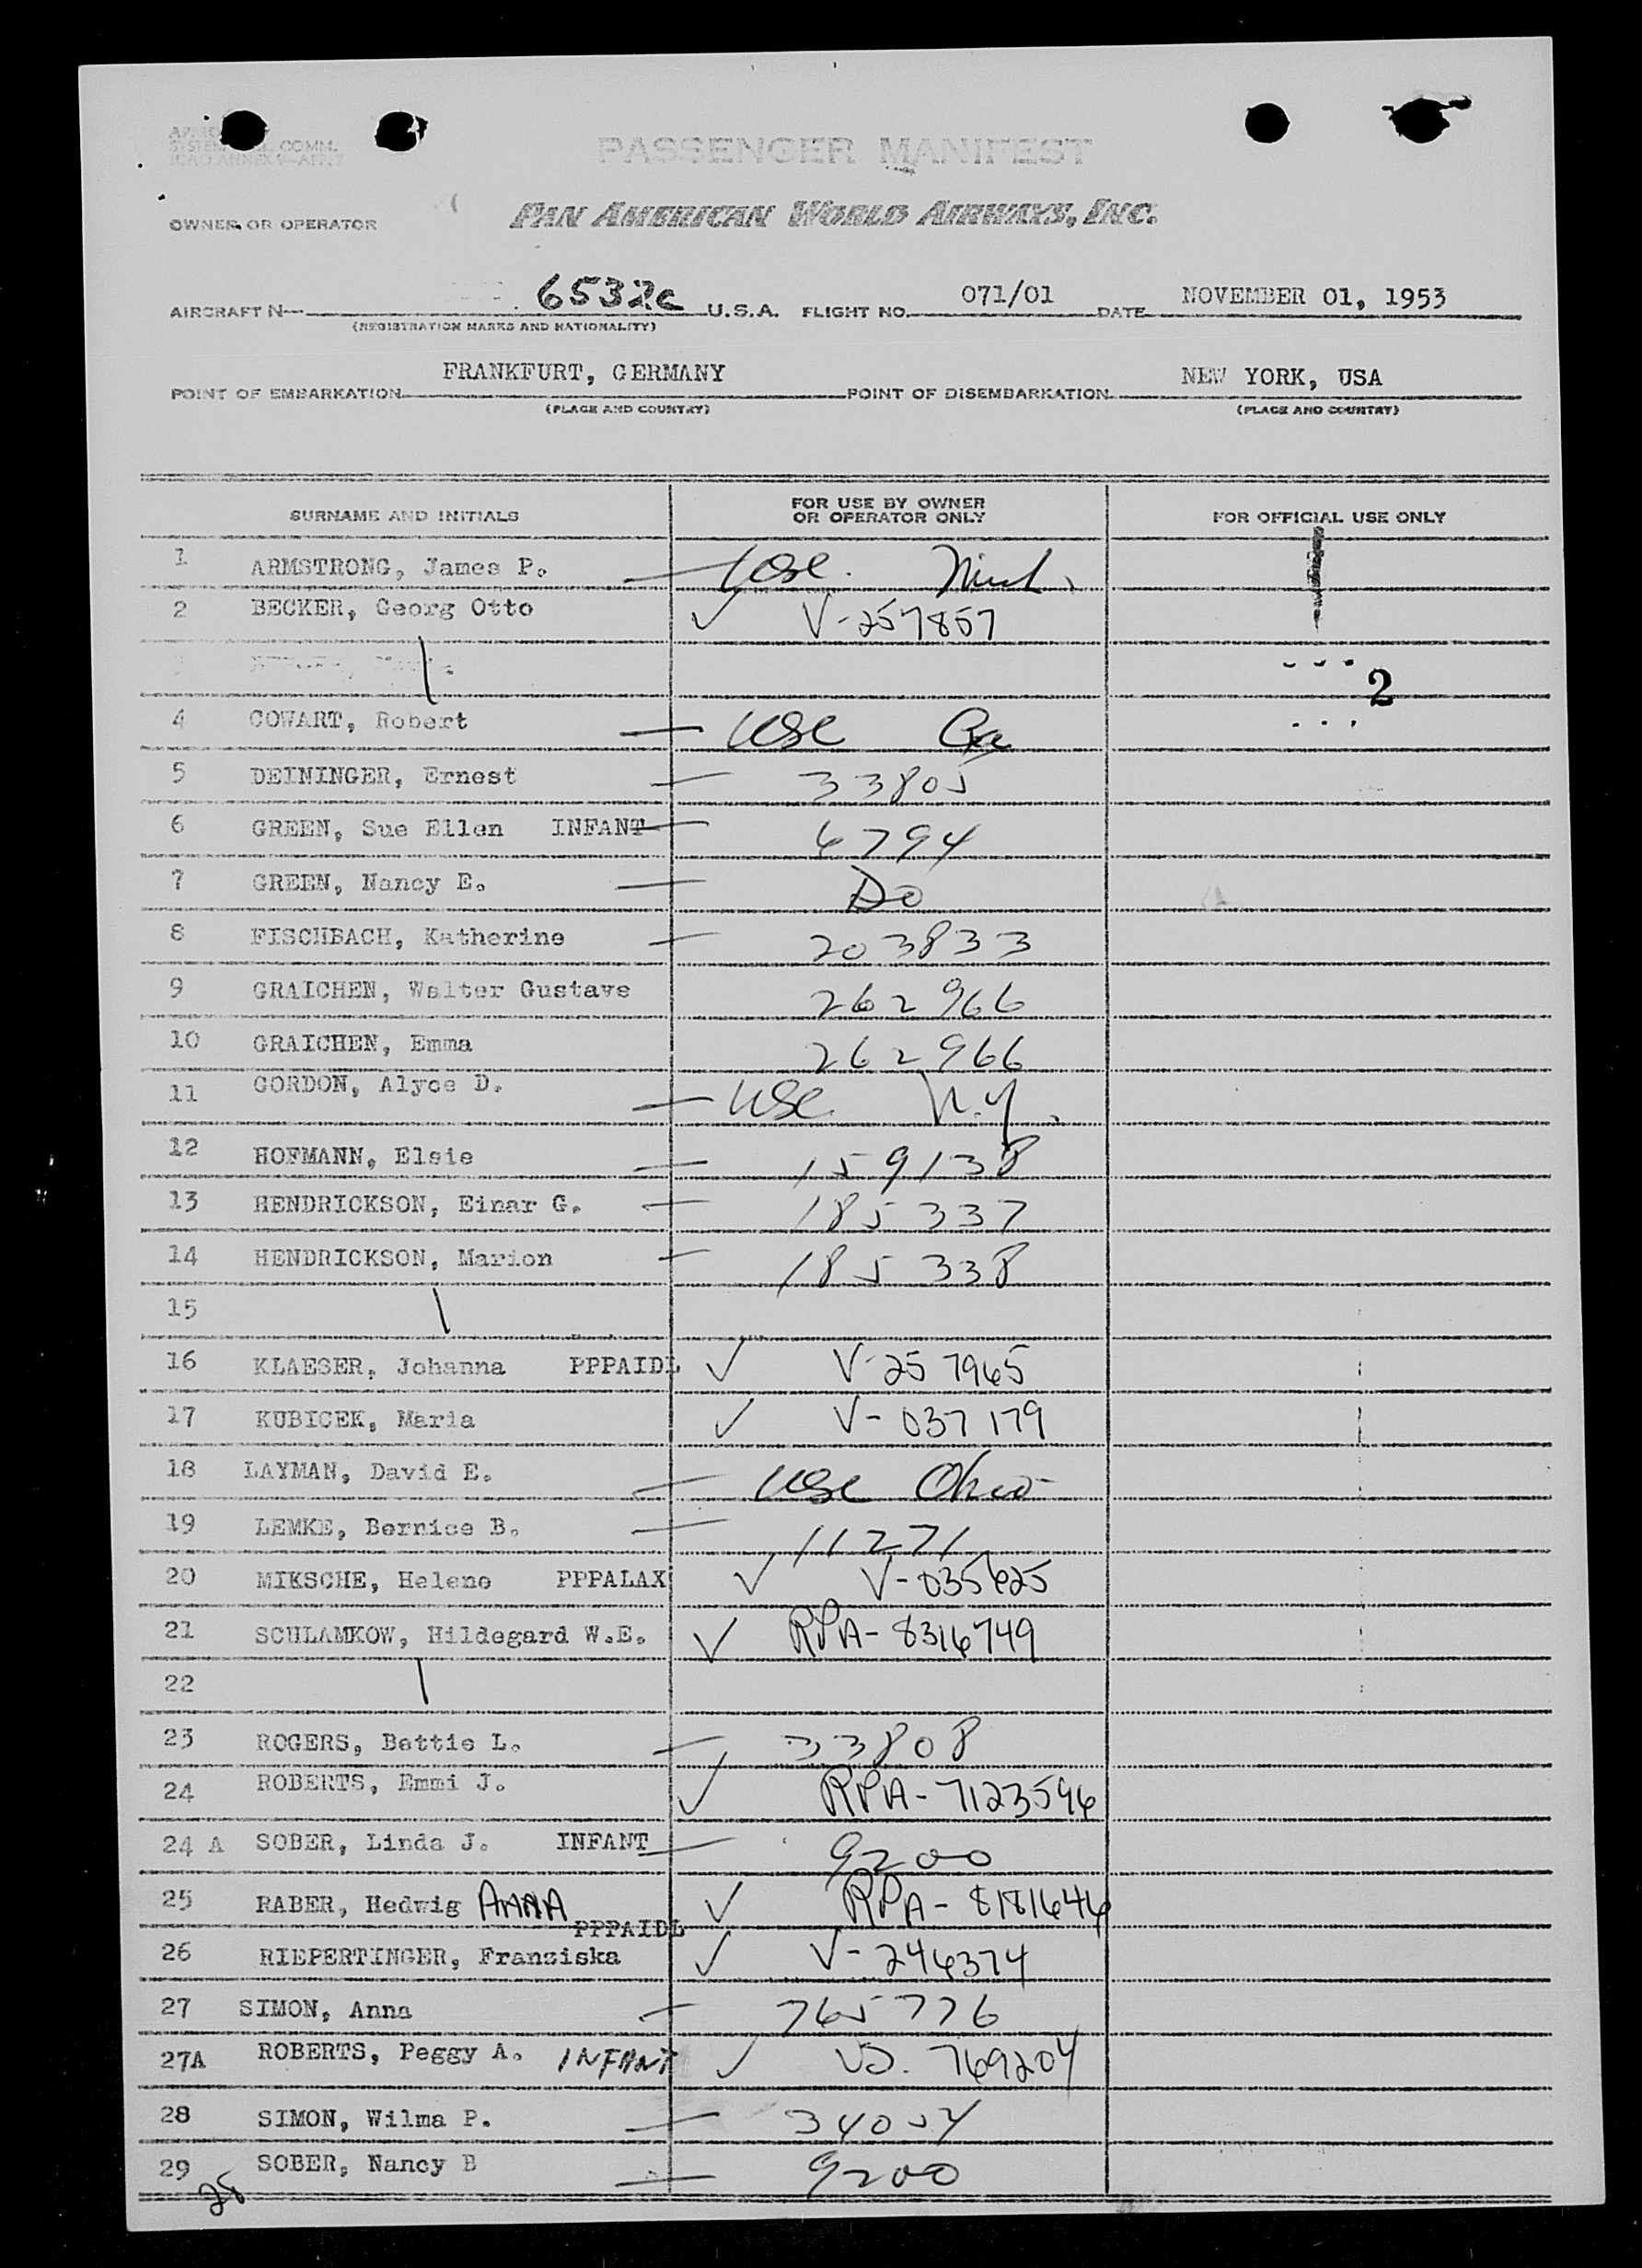 COMM.
PASSENGER MANIFEST
OWNER OR OPERATOR PAN AMERICAN WORLD AIRWAYS, INC.
AIRCRAFT N- 6532C U.S.A. FLIGHT NO. 071/01 DATE NOVEMBER 01, 1953
(REGISTRATION MARKS AND NATIONALITY)
POINT OF EMBARKATION FRANKFURT, GERMANY POINT OF DISEMBARKATION NEW YORK, USA
(PLACE AND COUNTRY) (PLACE AND COUNTRY)
SURNAME AND INITIALS FOR USE BY OWNER OR OPERATOR ONLY FOR OFFICIAL USE ONLY
1 ARMSTRONG, James P. — USC. Mich.
2 BECKER, Georg Otto ✓ V-257857
2
4 COWART, Robert — USC Ga
5 DEININGER, Ernest — 33805
6 GREEN, Sue Ellen INFANT — 6794
7 GREEN, Nancy E. — Do
8 FISCHBACH, Katherine — 203833
9 GRAICHEN, Walter Gustave 262966
10 GRAICHEN, Emma 262966
11 GORDON, Alyce D. — USC. N.Y.
12 HOFMANN, Elsie — 159138
13 HENDRICKSON, Einar G. — 185337
14 HENDRICKSON, Marion — 185338
15
16 KLAESER, Johanna PPPAIDL ✓ V-257965
17 KUBICEK, Maria ✓ V-037179
18 LAYMAN, David E. — USC Ohio
19 LEMKE, Bernice B. — 11271
20 MIKSCHE, Helene PPPALAX ✓ V-035625
21 SCHLAMKOW, Hildegard W.E. ✓ RPA-8316749
22
23 ROGERS, Bettie L. — 33808
24 ROBERTS, Emmi J. ✓ RPA-7123596
24 A SOBER, Linda J. INFANT — 9200
25 RABER, Hedwig ANNA ✓ RPA-8181646
PPPAIDL
26 RIEPERTINGER, Franziska ✓ V-246374
27 SIMON, Anna — 765776
27A ROBERTS, Peggy A. INFANT ✓ VJ. 769204
28 SIMON, Wilma P. — 34054
29 SOBER, Nancy B — 9200
28